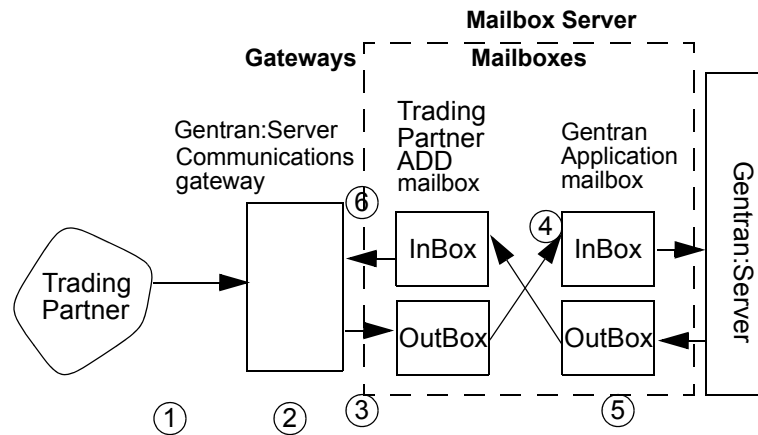 Mailbox Server
Gateways
Mailboxes
Gentran:Server
Communications
gateway
Trading
Partner
ADD
mailbox
Gentran
Application
mailbox
6
4
InBox
InBox
Trading
Partner
OutBox
OutBox
Gentran:Server
1
2
3
5